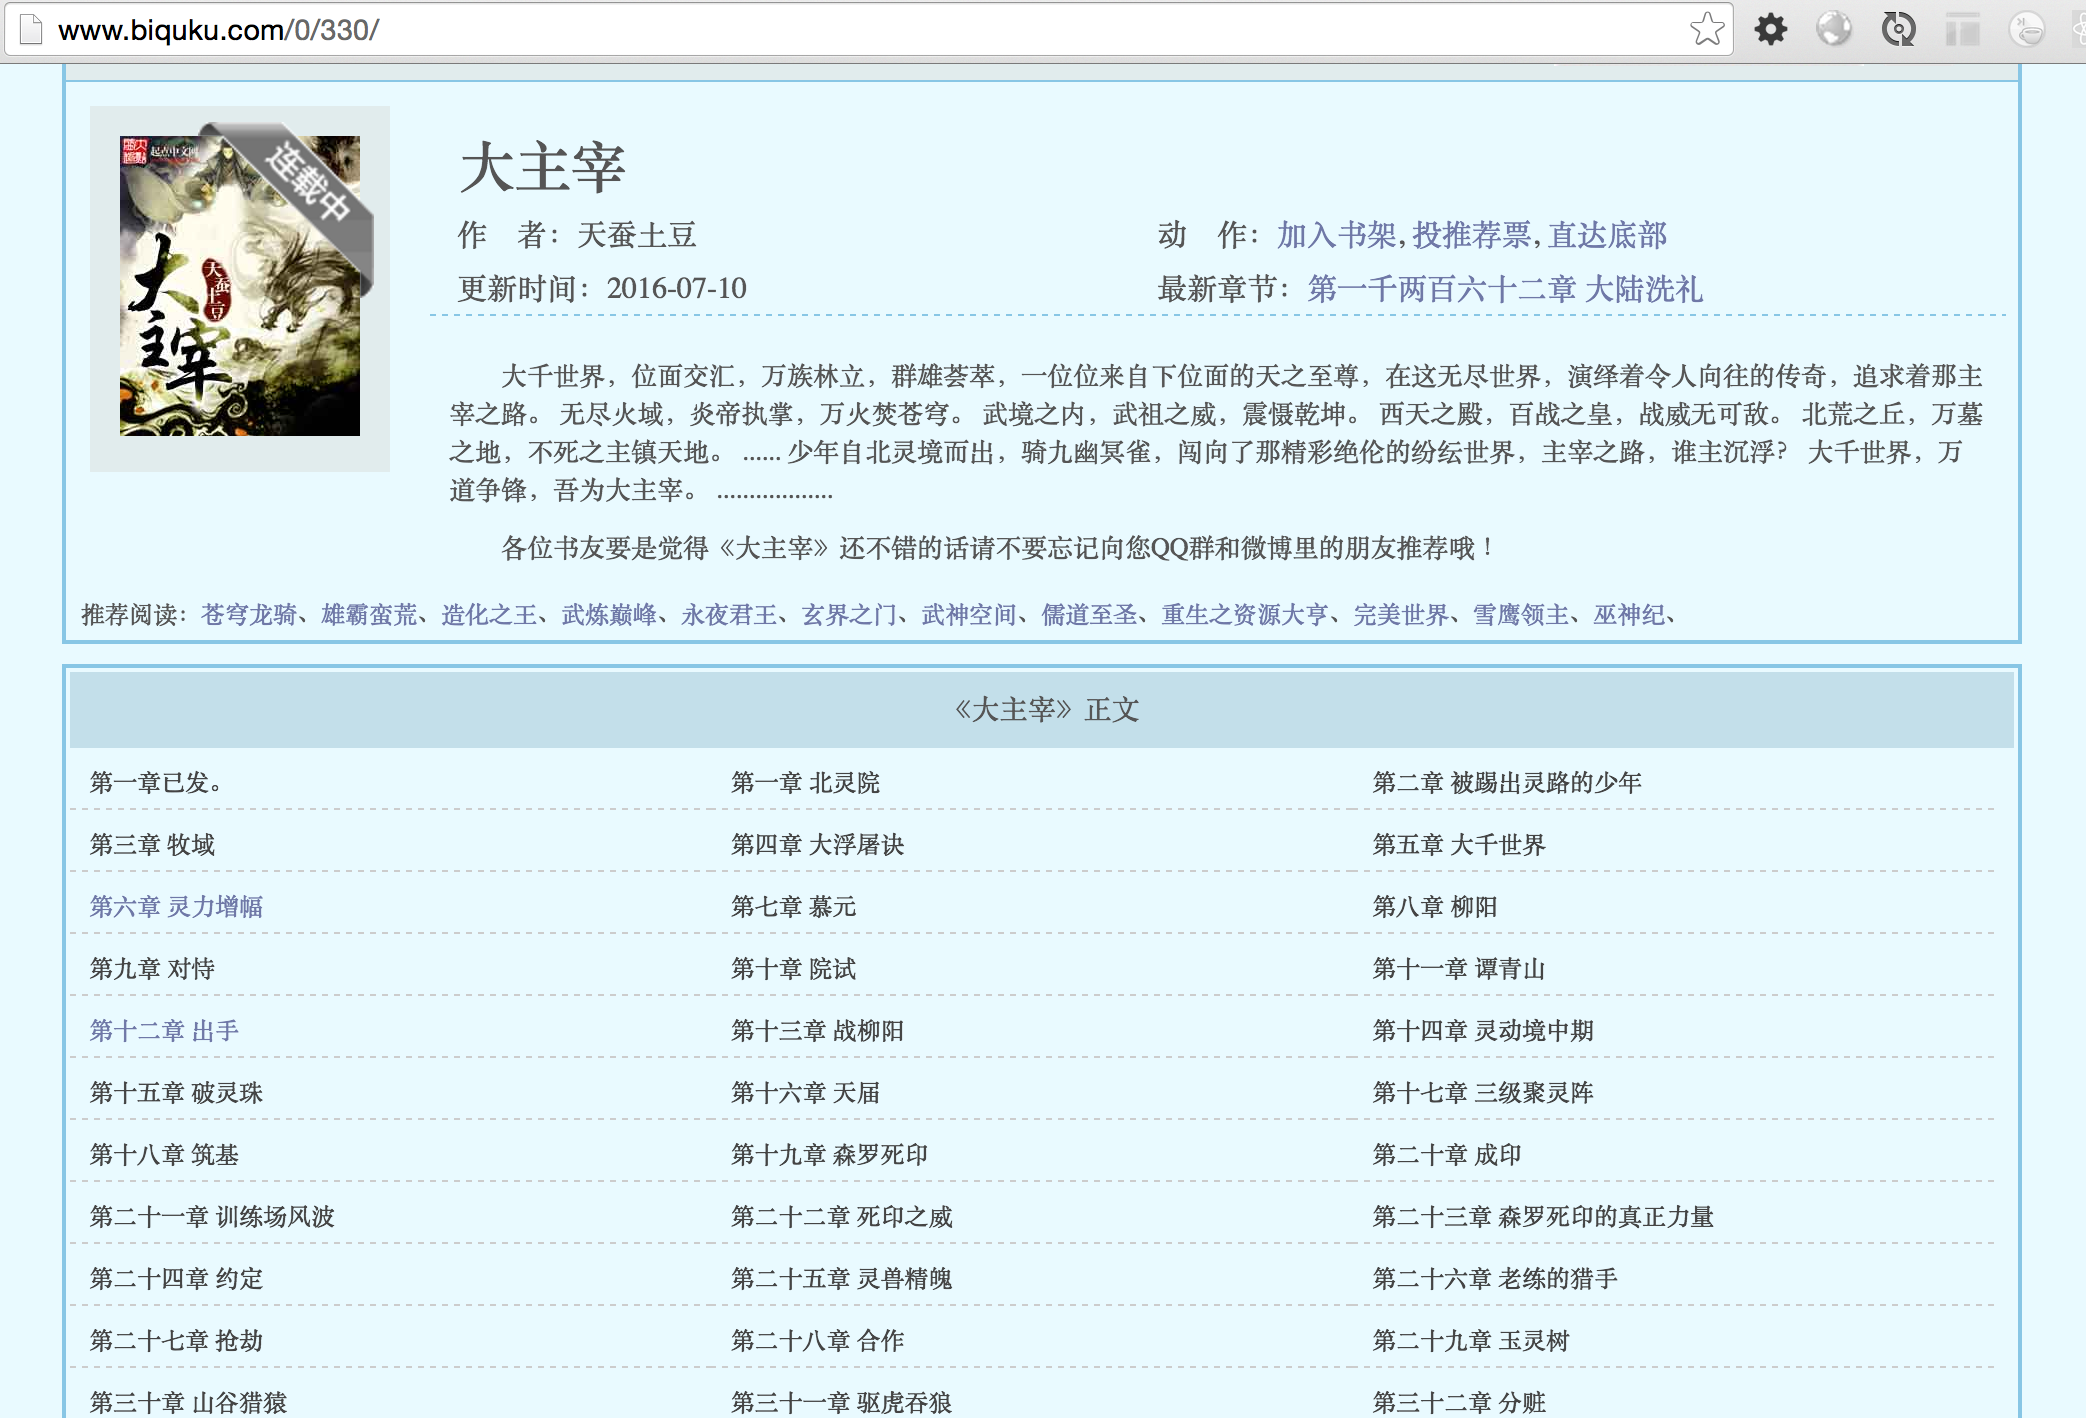 www.biquku.com/0/330/
起点中文网
连载中
大主宰
天蚕土豆
大主宰
作 者：天蚕土豆
动 作：加入书架, 投推荐票, 直达底部
更新时间：2016-07-10
最新章节：第一千两百六十二章 大陆洗礼
大千世界，位面交汇，万族林立，群雄荟萃，一位位来自下位面的天之至尊，在这无尽世界，演绎着令人向往的传奇，追求着那主
宰之路。 无尽火域，炎帝执掌，万火焚苍穹。 武境之内，武祖之威，震慑乾坤。 西天之殿，百战之皇，战威无可敌。 北荒之丘，万墓
之地，不死之主镇天地。 ...... 少年自北灵境而出，骑九幽冥雀，闯向了那精彩绝伦的纷纭世界，主宰之路，谁主沉浮？ 大千世界，万
道争锋，吾为大主宰。 ..................
各位书友要是觉得《大主宰》还不错的话请不要忘记向您QQ群和微博里的朋友推荐哦！
推荐阅读：苍穹龙骑、雄霸蛮荒、造化之王、武炼巅峰、永夜君王、玄界之门、武神空间、儒道至圣、重生之资源大亨、完美世界、雪鹰领主、巫神纪、
《大主宰》正文
第一章已发。
第一章 北灵院
第二章 被踢出灵路的少年
第三章 牧域
第四章 大浮屠诀
第五章 大千世界
第六章 灵力增幅
第七章 慕元
第八章 柳阳
第九章 对恃
第十章 院试
第十一章 谭青山
第十二章 出手
第十三章 战柳阳
第十四章 灵动境中期
第十五章 破灵珠
第十六章 天届
第十七章 三级聚灵阵
第十八章 筑基
第十九章 森罗死印
第二十章 成印
第二十一章 训练场风波
第二十二章 死印之威
第二十三章 森罗死印的真正力量
第二十四章 约定
第二十五章 灵兽精魄
第二十六章 老练的猎手
第二十七章 抢劫
第二十八章 合作
第二十九章 玉灵树
第三十章 山谷猎猿
第三十一章 驱虎吞狼
第三十二章 分赃